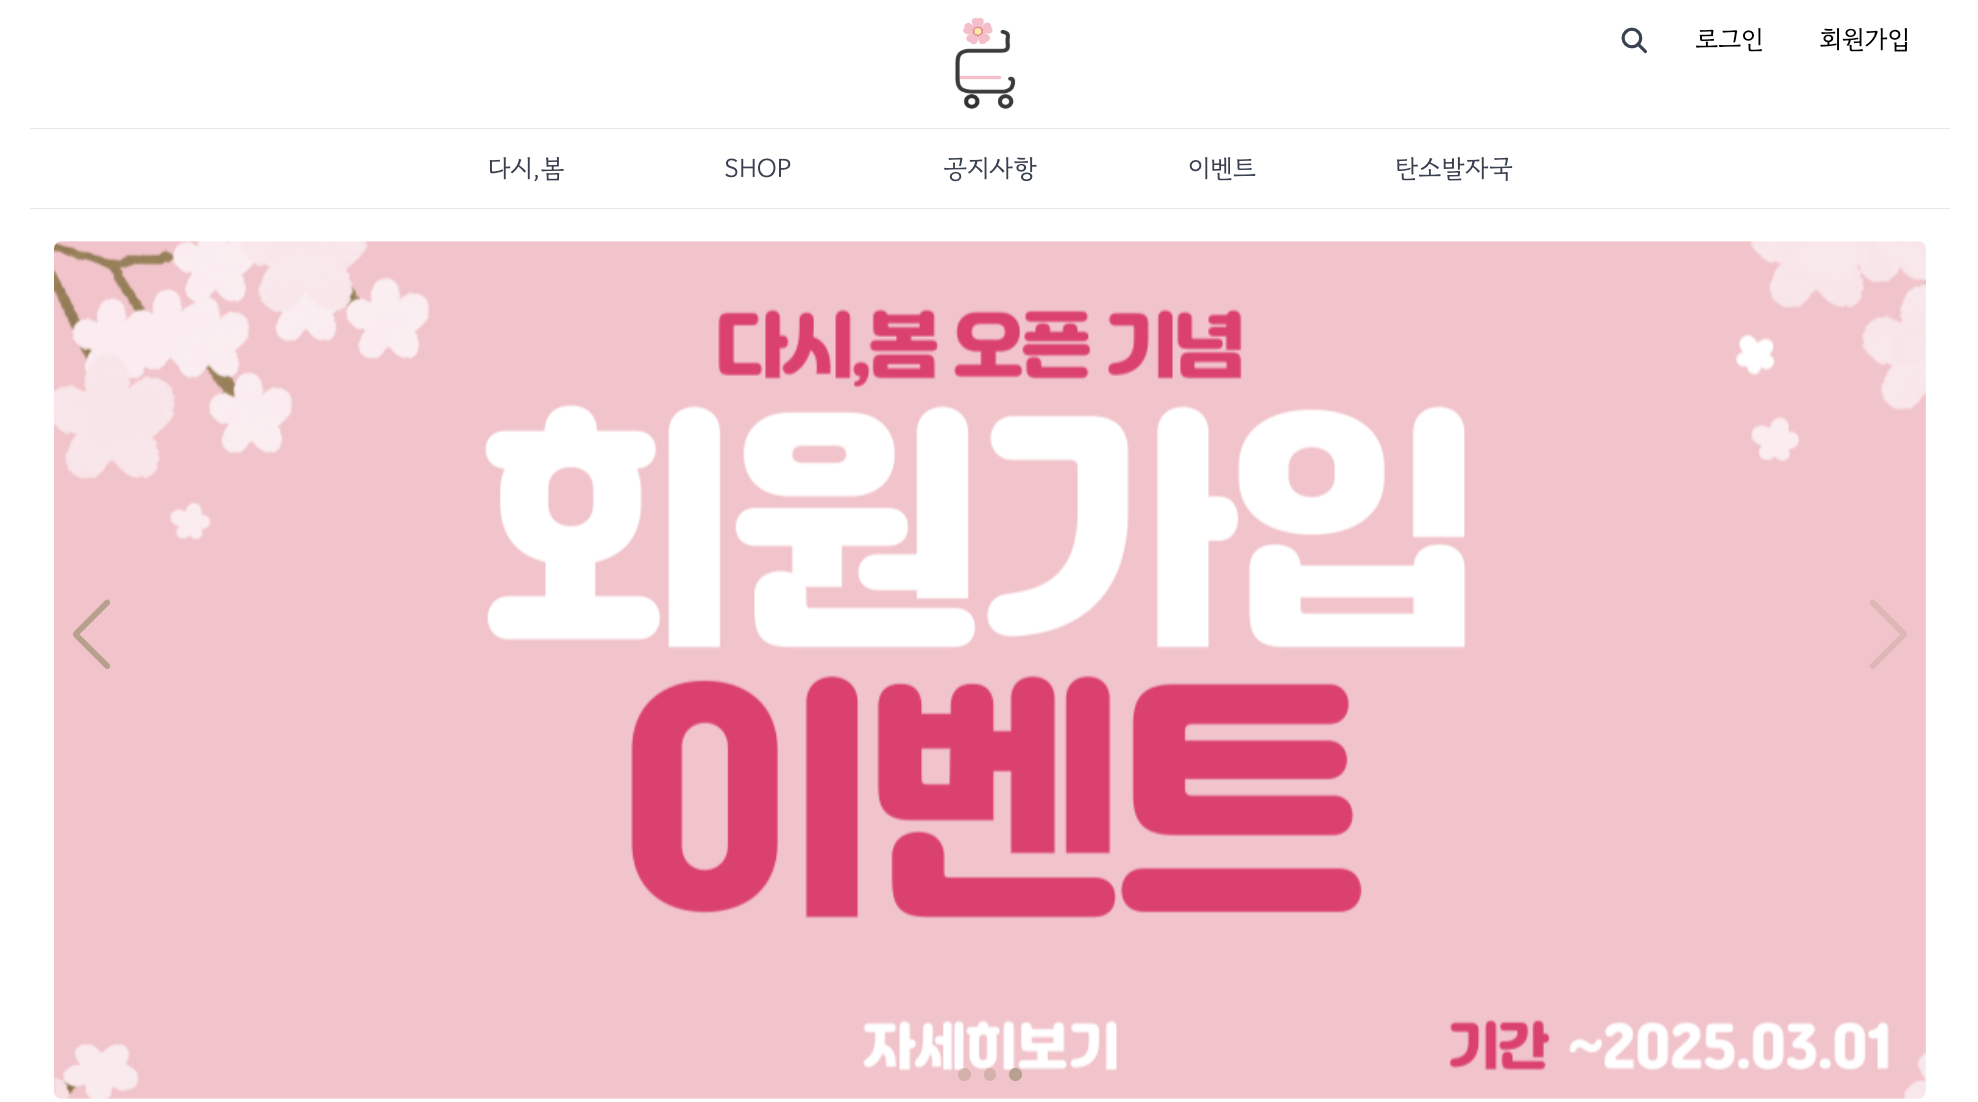 로그인 회원가입
다시,봄 SHOP 공지사항 이벤트 탄소발자국
다시,봄 오픈 기념
회원가입
이벤트
자세히보기
기간 ~2025.03.01